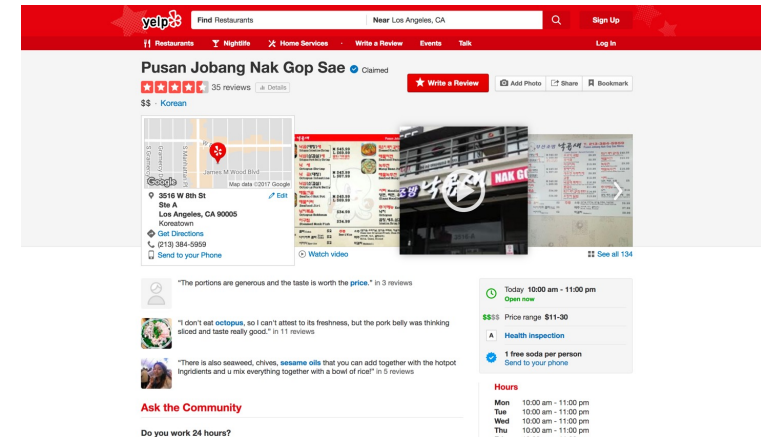 yelp
Find Restaurants
Near Los Angeles, CA
Sign Up
Restaurants
Nightlife
Home Services
Write a Review
Events
Talk
Log In
Pusan Jobang Nak Gop Sae
Claimed
35 reviews
Details
$$ · Korean
Write a Review
Add Photo
Share
Bookmark
James M Wood Blvd
Google
Map data ©2017 Google
3516 W 8th St
Edit
Ste A
Los Angeles, CA 90005
Koreatown
Get Directions
(213) 384-5959
Send to your Phone
낙곱새
NAK GO
Watch video
See all 134
"The portions are generous and the taste is worth the price." in 3 reviews
"I don't eat octopus, so I can't attest to its freshness, but the pork belly was thinking
sliced and taste really good." in 11 reviews
"There is also seaweed, chives, sesame oils that you can add together with the hotpot
Ingridients and u mix everything together with a bowl of rice!" in 5 reviews
Today 10:00 am - 11:00 pm
Open now
$$$$ Price range $11-30
A Health inspection
1 free soda per person
Send to your phone
Hours
Mon 10:00 am - 11:00 pm
Tue 10:00 am - 11:00 pm
Wed 10:00 am - 11:00 pm
Thu 10:00 am - 11:00 pm
Ask the Community
Do you work 24 hours?